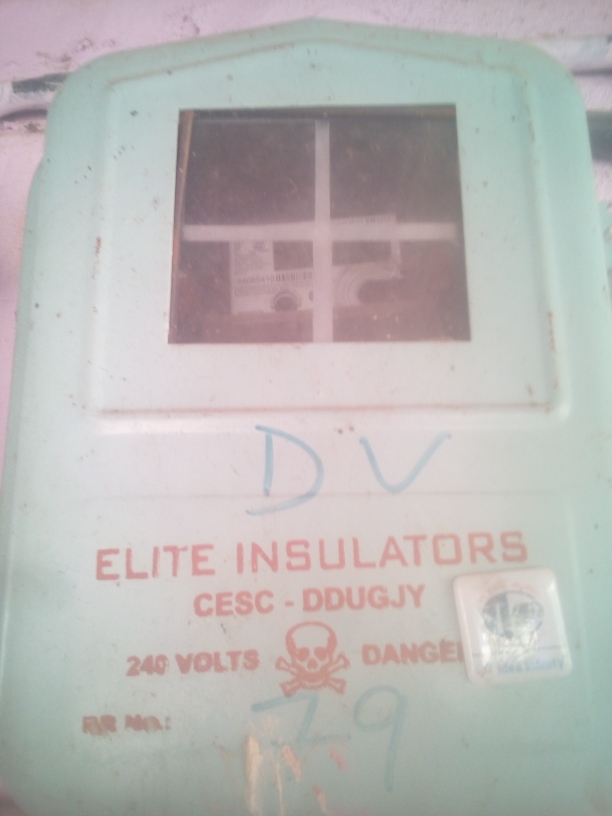 DV
ELITE INSULATORS
CESC - DDUGJY
240 VOLTS DANGER
RR No.:
79